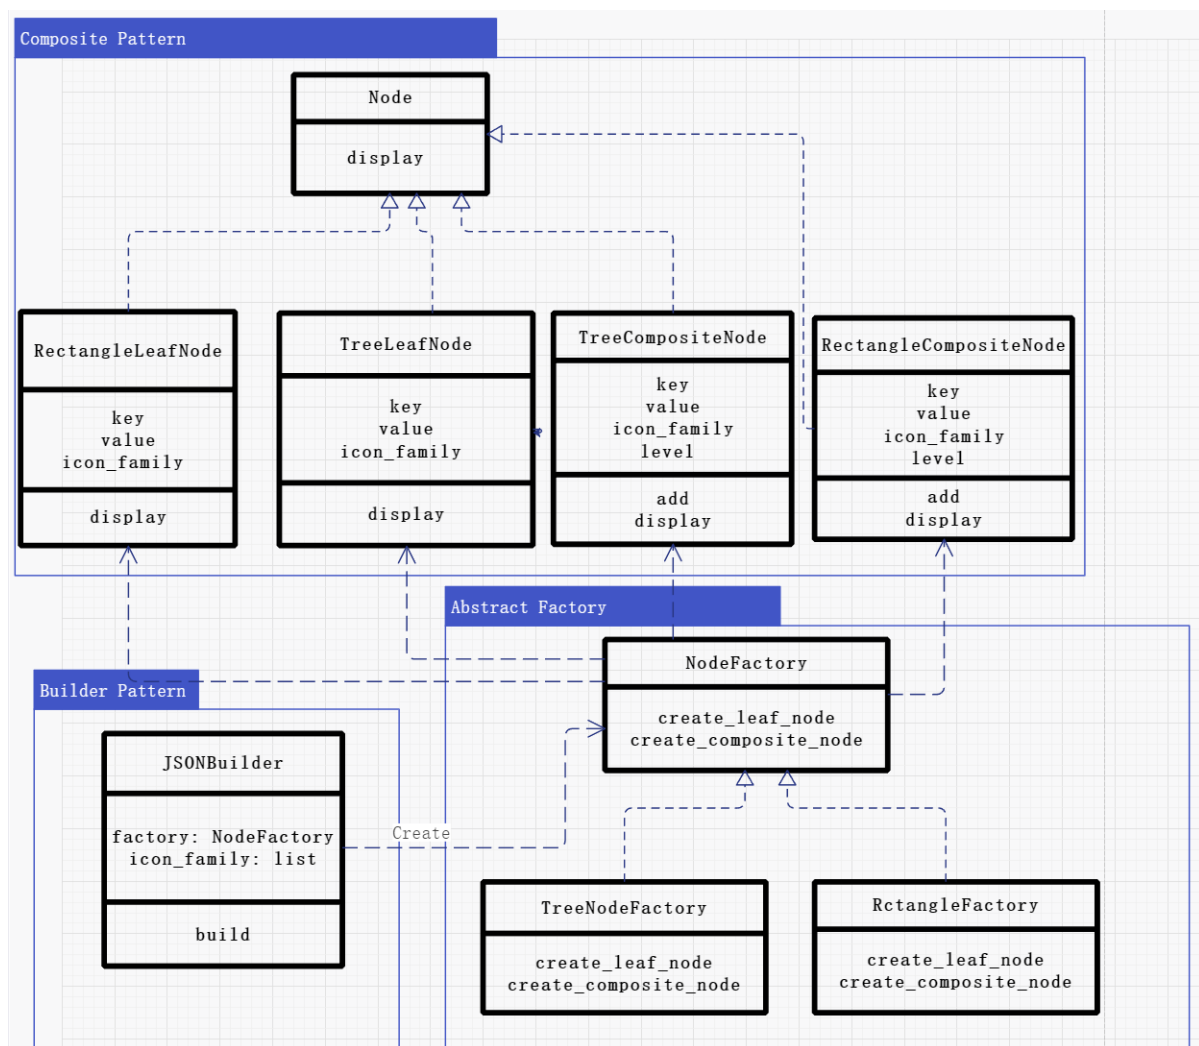 Composite Pattern
Node
display
RectangleLeafNode
key
value
icon_family
display
TreeLeafNode
key
value
icon_family
display
TreeCompositeNode
key
value
icon_family
level
add
display
RectangleCompositeNode
key
value
icon_family
level
add
display
Abstract Factory
NodeFactory
create_leaf_node
create_composite_node
Builder Pattern
JSONBuilder
factory: NodeFactory
icon_family: list
build
Create
TreeNodeFactory
create_leaf_node
create_composite_node
RctangleFactory
create_leaf_node
create_composite_node